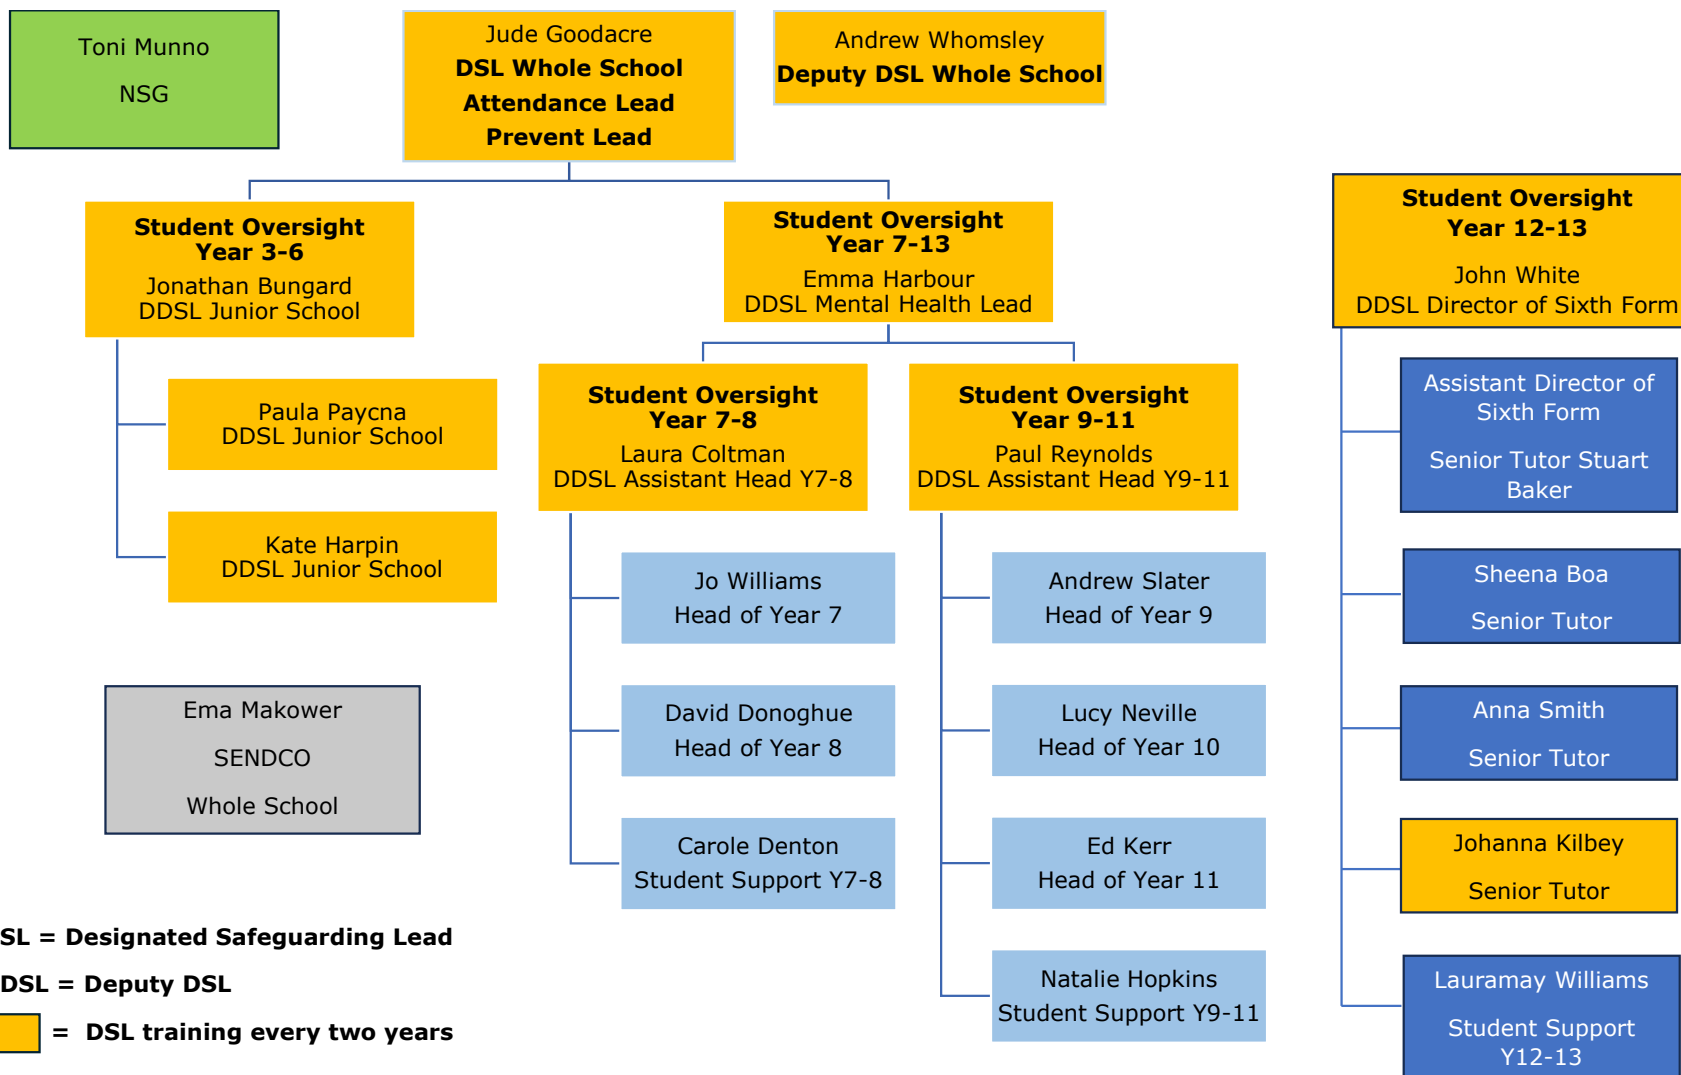 Toni Munno
NSG
Jude Goodacre
DSL Whole School
Attendance Lead
Prevent Lead
Andrew Whomsley
Deputy DSL Whole School
Student Oversight
Year 3-6
Jonathan Bungard
DDSL Junior School
Paula Paycna
DDSL Junior School
Kate Harpin
DDSL Junior School
Student Oversight
Year 7-13
Emma Harbour
DDSL Mental Health Lead
Student Oversight
Year 7-8
Laura Coltman
DDSL Assistant Head Y7-8
Jo Williams
Head of Year 7
David Donoghue
Head of Year 8
Carole Denton
Student Support Y7-8
Student Oversight
Year 9-11
Paul Reynolds
DDSL Assistant Head Y9-11
Andrew Slater
Head of Year 9
Lucy Neville
Head of Year 10
Ed Kerr
Head of Year 11
Natalie Hopkins
Student Support Y9-11
Student Oversight
Year 12-13
John White
DDSL Director of Sixth Form
Assistant Director of
Sixth Form
Senior Tutor Stuart
Baker
Sheena Boa
Senior Tutor
Anna Smith
Senior Tutor
Johanna Kilbey
Senior Tutor
Lauramay Williams
Student Support
Y12-13
Ema Makower
SENDCO
Whole School
SL = Designated Safeguarding Lead
DSL = Deputy DSL
= DSL training every two years